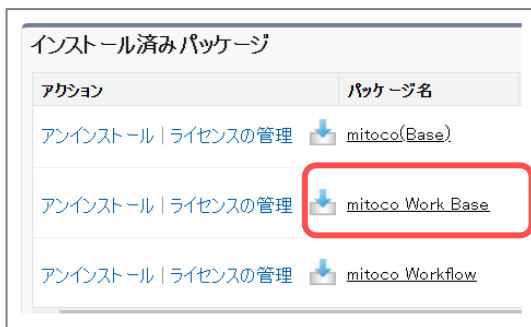 インストール済みパッケージ
アクション パッケージ名
アンインストール | ライセンスの管理 mitoco(Base)
アンインストール | ライセンスの管理 mitoco Work Base
アンインストール | ライセンスの管理 mitoco Workflow